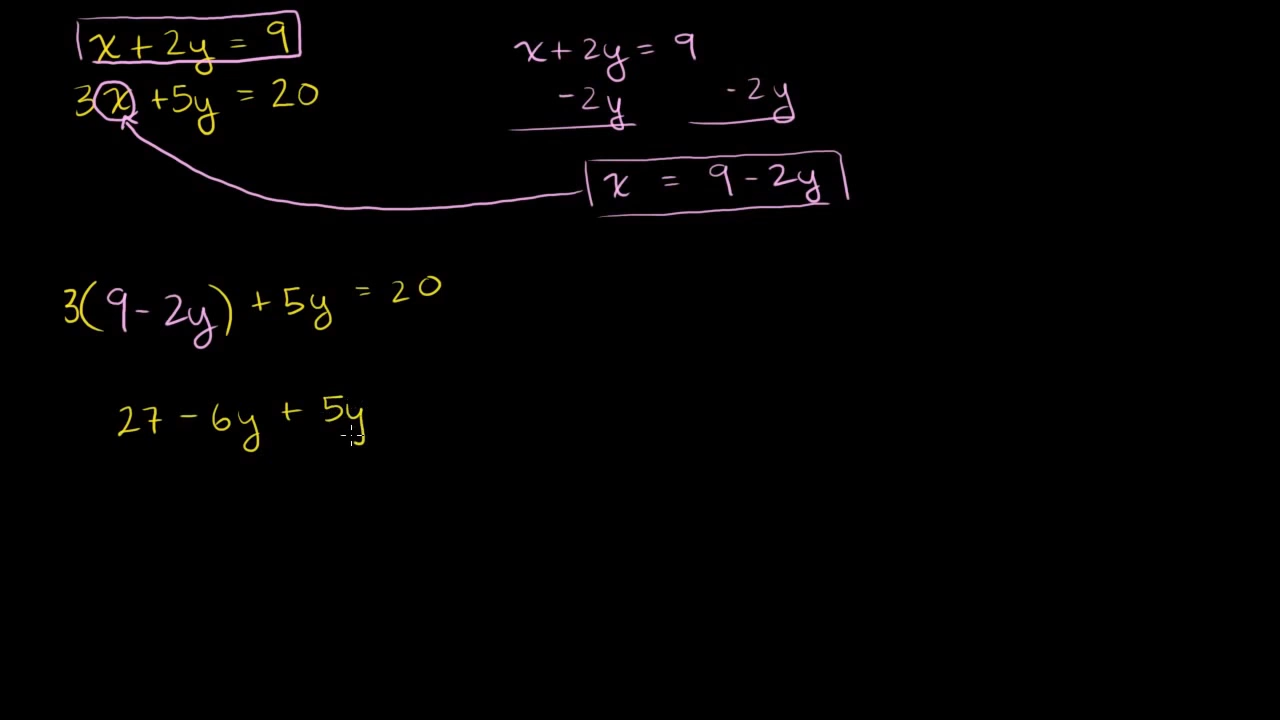 x + 2y = 9
3x + 5y = 20
x + 2y = 9
-2y -2y
x = 9 - 2y
3(9 - 2y) + 5y = 20
27 - 6y + 5y